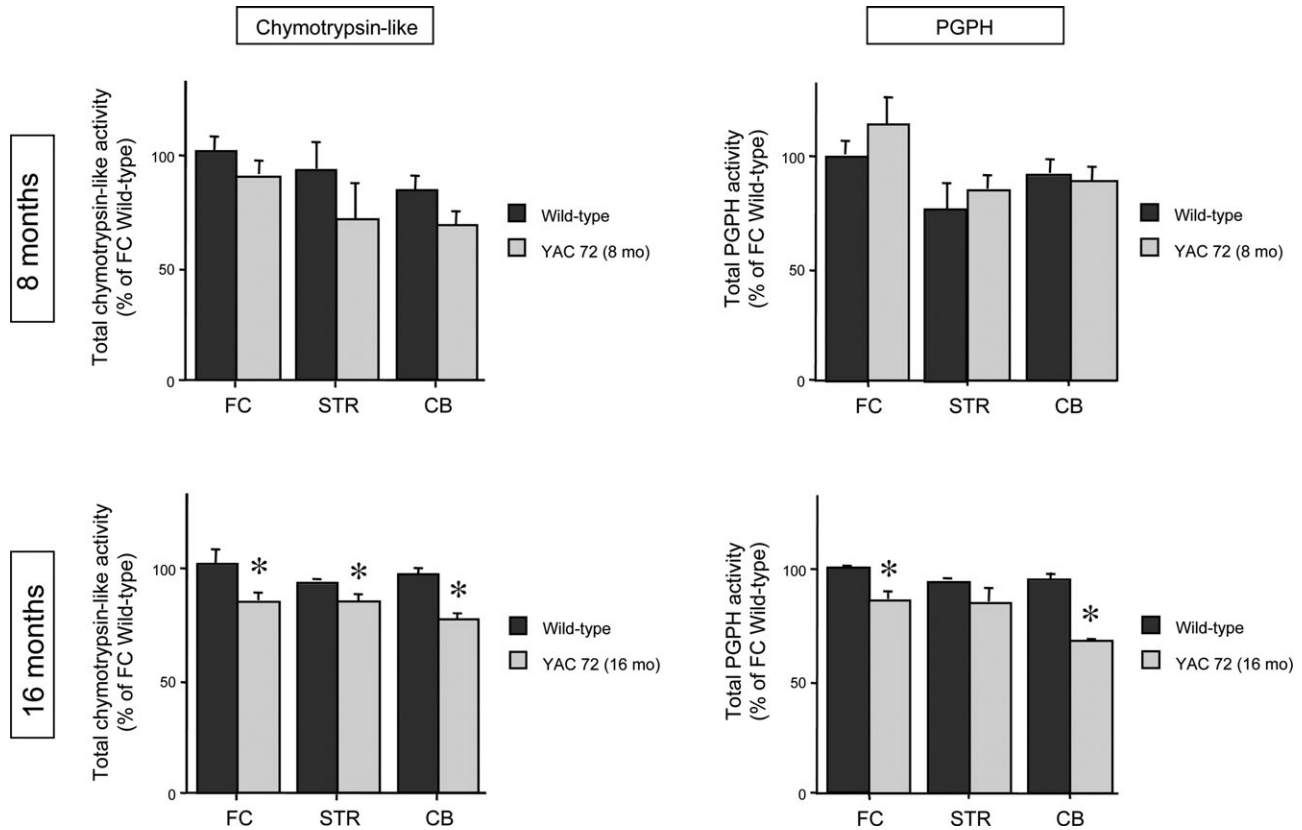 Chymotrypsin-like
PGPH
8 months
Total chymotrypsin-like activity
(% of FC Wild-type)
100
50
0
FC STR CB
Wild-type
YAC 72 (8 mo)
Total PGPH activity
(% of FC Wild-type)
100
50
0
FC STR CB
Wild-type
YAC 72 (8 mo)
16 months
Total chymotrypsin-like activity
(% of FC Wild-type)
100
50
0
* * *
FC STR CB
Wild-type
YAC 72 (16 mo)
Total PGPH activity
(% of FC Wild-type)
100
50
0
* *
FC STR CB
Wild-type
YAC 72 (16 mo)